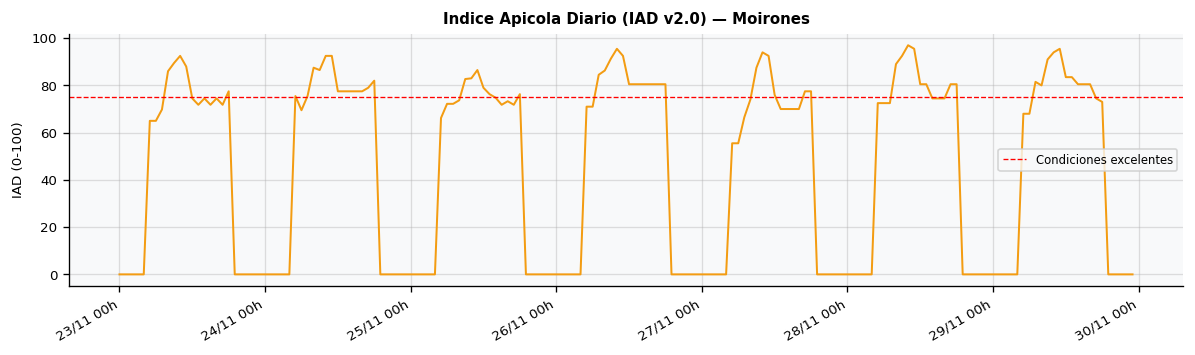 Indice Apicola Diario (IAD v2.0) — Moirones
IAD (0-100)
100
80
60
40
20
0
Condiciones excelentes
23/11 00h
24/11 00h
25/11 00h
26/11 00h
27/11 00h
28/11 00h
29/11 00h
30/11 00h